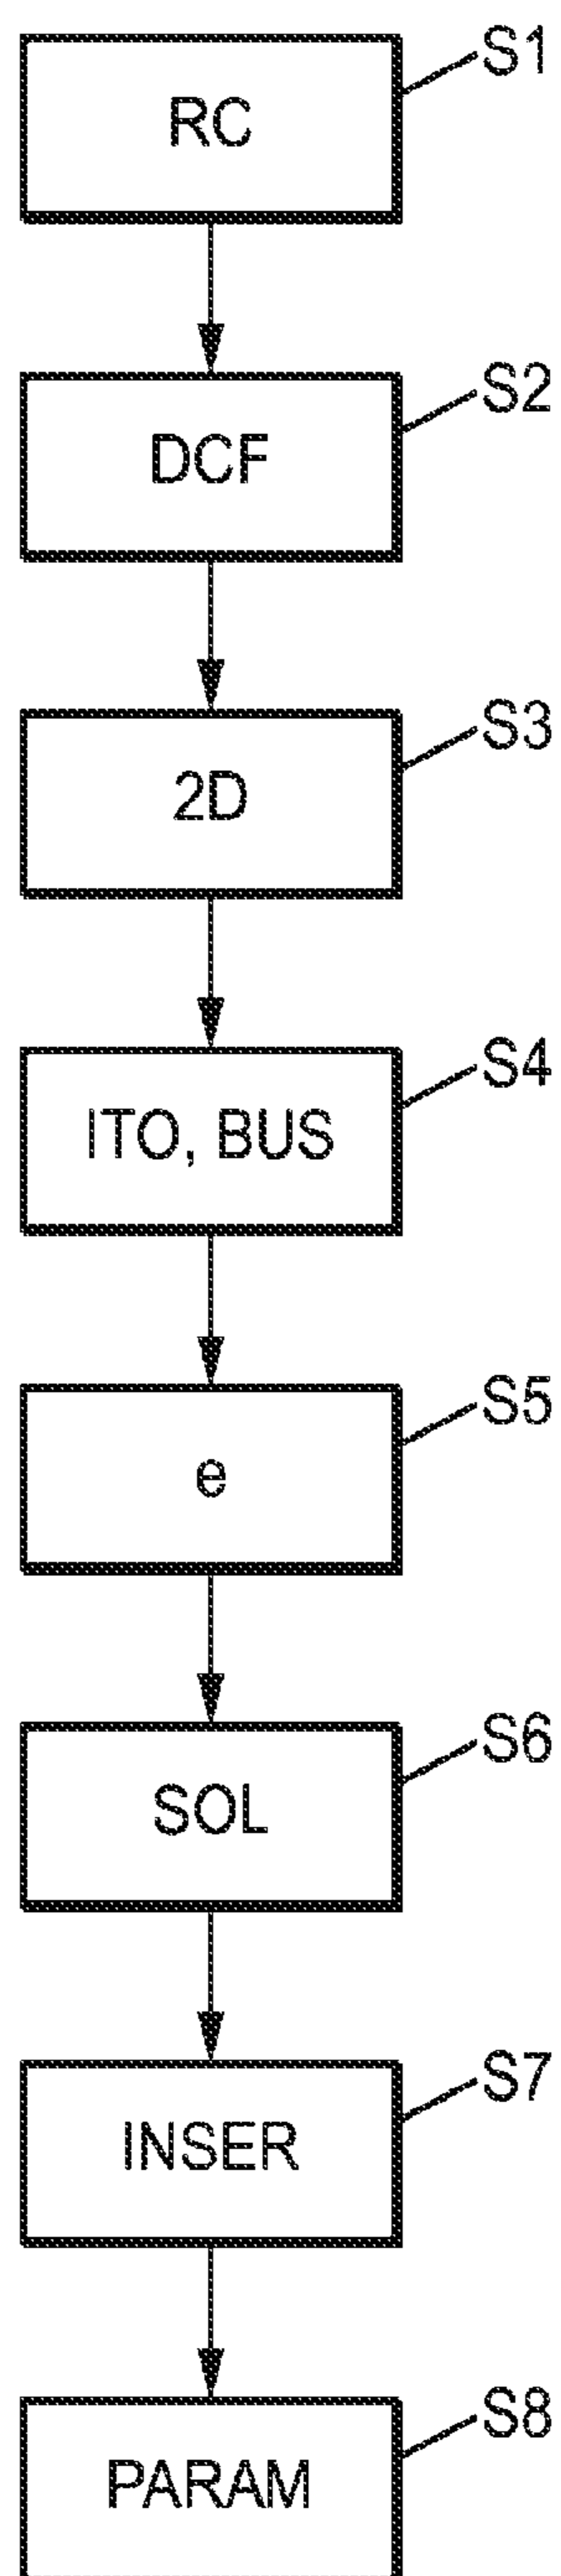 S1
RC
S2
DCF
S3
2D
S4
ITO, BUS
S5
e
S6
SOL
S7
INSER
S8
PARAM